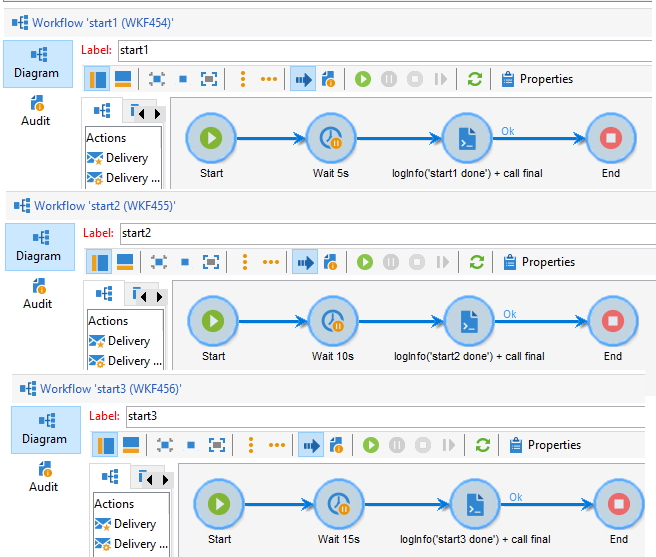 Workflow 'start1 (WKF454)'
Label: start1
Diagram
Properties
Audit
Actions
Delivery
Delivery ...
Start
Wait 5s
logInfo('start1 done') + call final
Ok
End
Workflow 'start2 (WKF455)'
Label: start2
Diagram
Properties
Audit
Actions
Delivery
Delivery ...
Start
Wait 10s
logInfo('start2 done') + call final
Ok
End
Workflow 'start3 (WKF456)'
Label: start3
Diagram
Properties
Audit
Actions
Delivery
Delivery ...
Start
Wait 15s
logInfo('start3 done') + call final
Ok
End